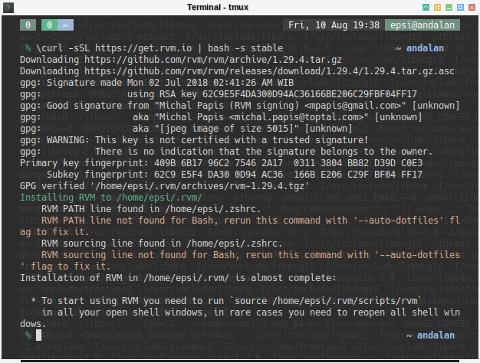 Terminal - tmux
0 0 ~ Fri, 10 Aug 19:38 epsi@andalan
% \curl -sSL https://get.rvm.io | bash -s stable ~ andalan
Downloading https://github.com/rvm/rvm/archive/1.29.4.tar.gz
Downloading https://github.com/rvm/rvm/releases/download/1.29.4/1.29.4.tar.gz.asc
gpg: Signature made Mon 02 Jul 2018 02:41:26 AM WIB
gpg: using RSA key 62C9E5F4DA300D94AC36166BE206C29FBF04FF17
gpg: Good signature from "Michal Papis (RVM signing) <mpapis@gmail.com>" [unknown]
gpg: aka "Michal Papis <michal.papis@toptal.com>" [unknown]
gpg: aka "[jpeg image of size 5015]" [unknown]
gpg: WARNING: This key is not certified with a trusted signature!
gpg: There is no indication that the signature belongs to the owner.
Primary key fingerprint: 409B 6B17 96C2 7546 2A17 0311 3804 BB82 D39D C0E3
Subkey fingerprint: 62C9 E5F4 DA30 0D94 AC36 166B E206 C29F BF04 FF17
GPG verified '/home/epsi/.rvm/archives/rvm-1.29.4.tgz'
Installing RVM to /home/epsi/.rvm/
RVM PATH line found in /home/epsi/.zshrc.
RVM PATH line not found for Bash, rerun this command with '--auto-dotfiles' fl
ag to fix it.
RVM sourcing line found in /home/epsi/.zshrc.
RVM sourcing line not found for Bash, rerun this command with '--auto-dotfiles
' flag to fix it.
Installation of RVM in /home/epsi/.rvm/ is almost complete:
* To start using RVM you need to run `source /home/epsi/.rvm/scripts/rvm`
in all your open shell windows, in rare cases you need to reopen all shell win
dows.
% ~ andalan